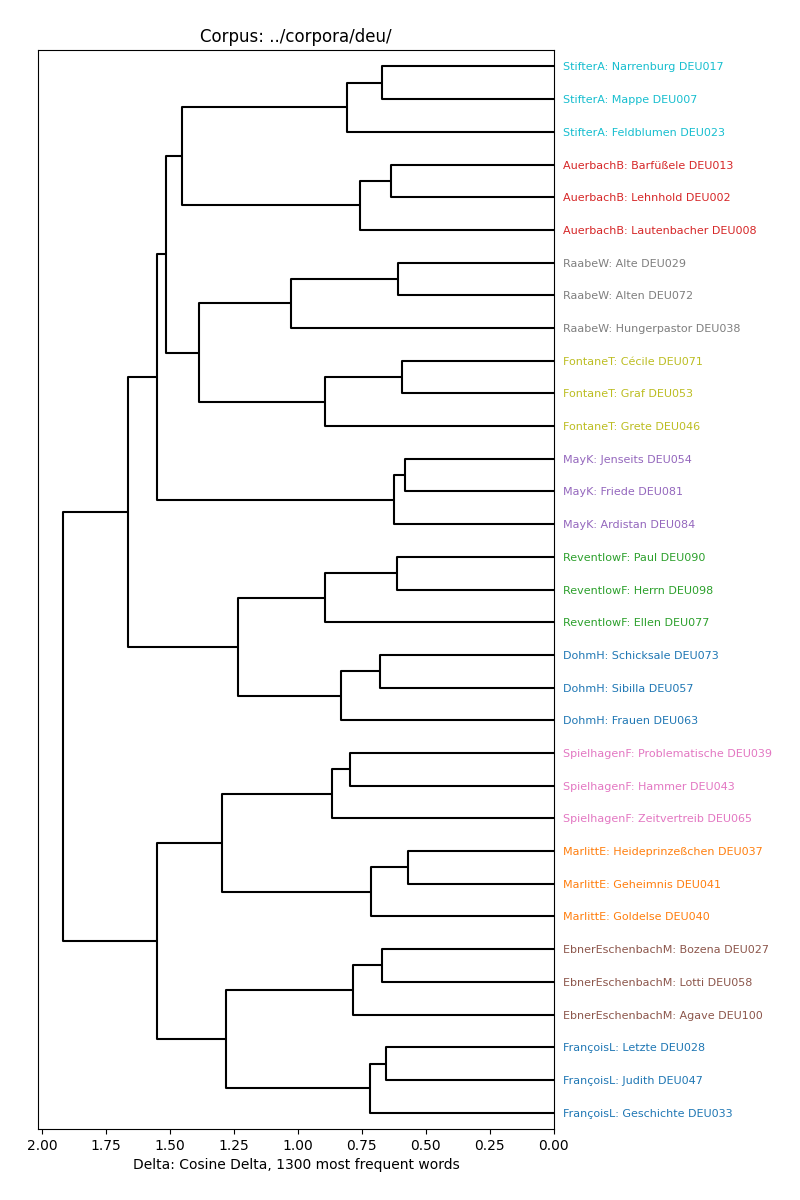 Corpus: ../corpora/deu/
StifterA: Narrenburg DEU017
StifterA: Mappe DEU007
StifterA: Feldblumen DEU023
AuerbachB: Barfüßele DEU013
AuerbachB: Lehnhold DEU002
AuerbachB: Lautenbacher DEU008
RaabeW: Alte DEU029
RaabeW: Alten DEU072
RaabeW: Hungerpastor DEU038
FontaneT: Cécile DEU071
FontaneT: Graf DEU053
FontaneT: Grete DEU046
MayK: Jenseits DEU054
MayK: Friede DEU081
MayK: Ardistan DEU084
ReventlowF: Paul DEU090
ReventlowF: Herrn DEU098
ReventlowF: Ellen DEU077
DohmH: Schicksale DEU073
DohmH: Sibilla DEU057
DohmH: Frauen DEU063
SpielhagenF: Problematische DEU039
SpielhagenF: Hammer DEU043
SpielhagenF: Zeitvertreib DEU065
MarlittE: Heideprinzeßchen DEU037
MarlittE: Geheimnis DEU041
MarlittE: Goldelse DEU040
EbnerEschenbachM: Bozena DEU027
EbnerEschenbachM: Lotti DEU058
EbnerEschenbachM: Agave DEU100
FrançoisL: Letzte DEU028
FrançoisL: Judith DEU047
FrançoisL: Geschichte DEU033
2.00 1.75 1.50 1.25 1.00 0.75 0.50 0.25 0.00
Delta: Cosine Delta, 1300 most frequent words